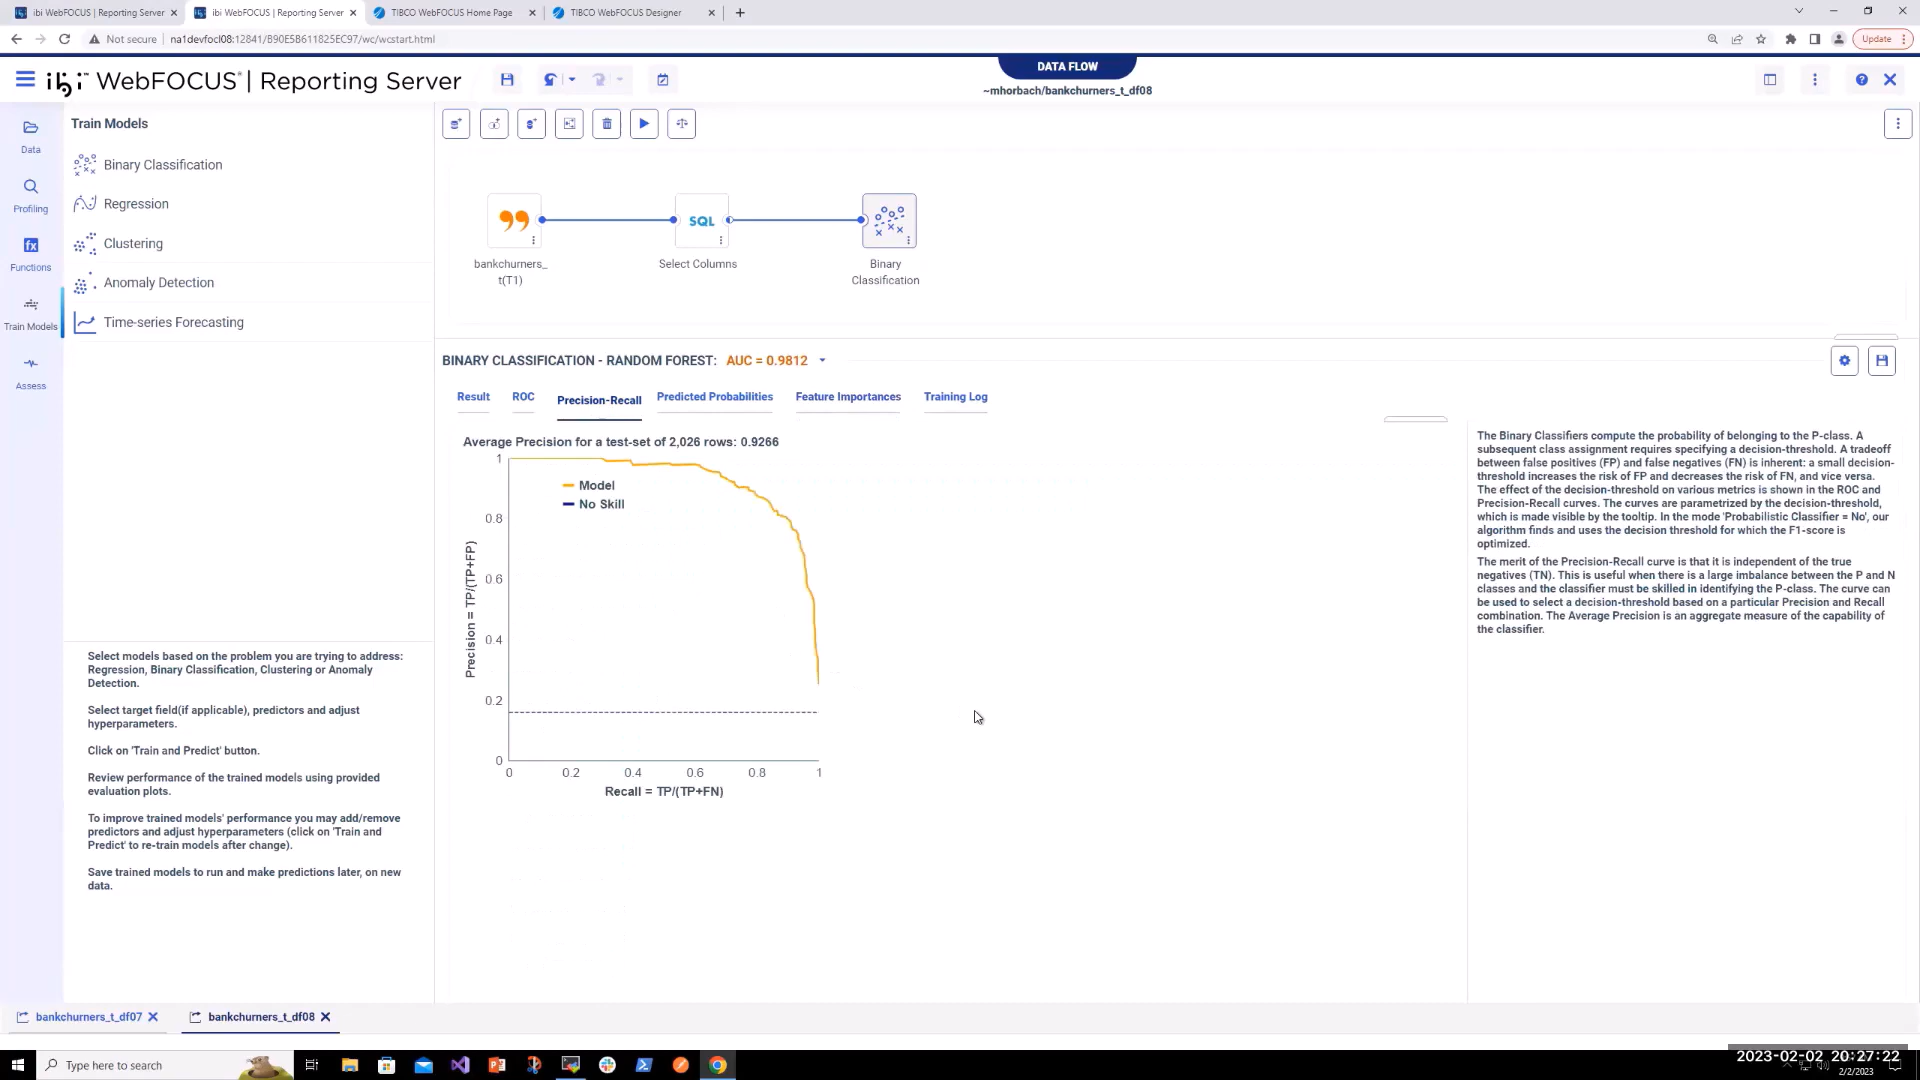 ibi WebFOCUS | Reporting Server
ibi WebFOCUS | Reporting Server
TIBCO WebFOCUS Home Page
TIBCO WebFOCUS Designer
Not secure
na1devfocl08:12841/B90E5B611825EC97/wc/wcstart.html
Update
ibi™ WebFOCUS® | Reporting Server
DATA FLOW
~mhorbach/bankchurners_t_df08
Data
Profiling
fx
Functions
Train Models
Assess
Train Models
Binary Classification
Regression
Clustering
Anomaly Detection
Time-series Forecasting
SQL
bankchurners_
t(T1)
Select Columns
Binary
Classification
BINARY CLASSIFICATION - RANDOM FOREST: AUC = 0.9812
Result
ROC
Precision-Recall
Predicted Probabilities
Feature Importances
Training Log
Average Precision for a test-set of 2,026 rows: 0.9266
1
0.8
0.6
0.4
0.2
0
Precision = TP/(TP+FP)
Model
No Skill
0
0.2
0.4
0.6
0.8
1
Recall = TP/(TP+FN)
The Binary Classifiers compute the probability of belonging to the P-class. A
subsequent class assignment requires specifying a decision-threshold. A tradeoff
between false positives (FP) and false negatives (FN) is inherent: a small decision-
threshold increases the risk of FP and decreases the risk of FN, and vice versa.
The effect of the decision-threshold on various metrics is shown in the ROC and
Precision-Recall curves. The curves are parametrized by the decision-threshold,
which is made visible by the tooltip. In the mode 'Probabilistic Classifier = No', our
algorithm finds and uses the decision threshold for which the F1-score is
optimized.
The merit of the Precision-Recall curve is that it is independent of the true
negatives (TN). This is useful when there is a large imbalance between the P and N
classes and the classifier must be skilled in identifying the P-class. The curve can
be used to select a decision-threshold based on a particular Precision and Recall
combination. The Average Precision is an aggregate measure of the capability of
the classifier.
Select models based on the problem you are trying to address:
Regression, Binary Classification, Clustering or Anomaly
Detection.
Select target field(if applicable), predictors and adjust
hyperparameters.
Click on 'Train and Predict' button.
Review performance of the trained models using provided
evaluation plots.
To improve trained models' performance you may add/remove
predictors and adjust hyperparameters (click on 'Train and
Predict' to re-train models after change).
Save trained models to run and make predictions later, on new
data.
bankchurners_t_df07
bankchurners_t_df08
Type here to search
2023-02-02 20:27:22
2/2/2023